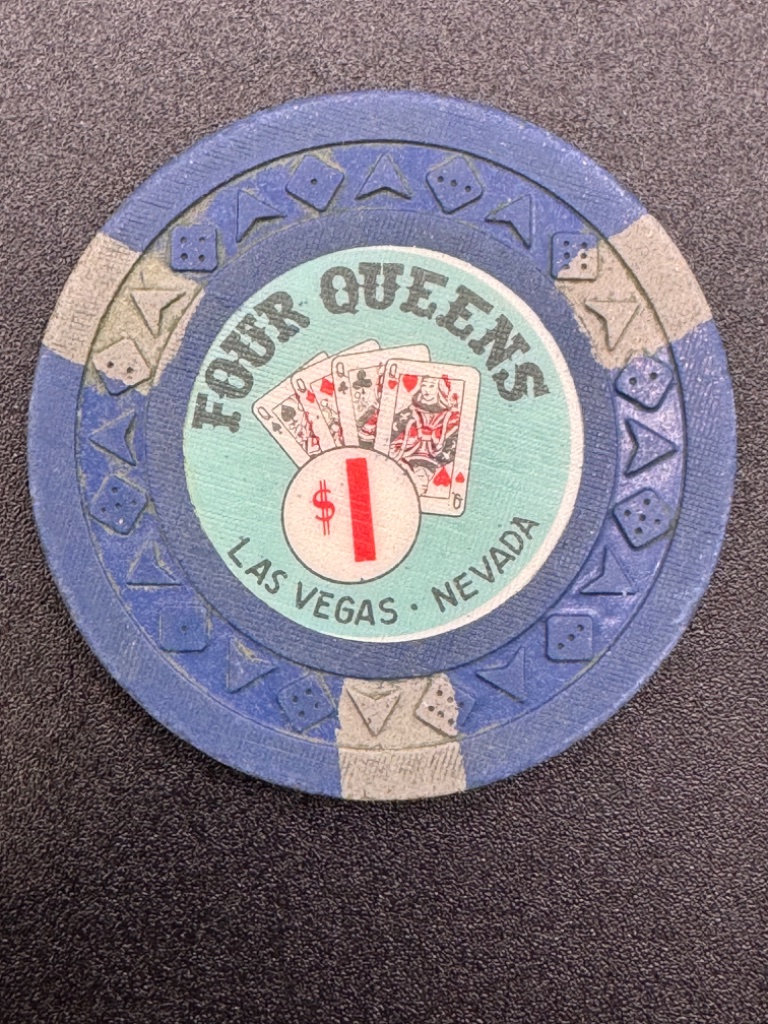 FOUR QUEENS
Q Q Q Q
$1
Q
LAS VEGAS · NEVADA